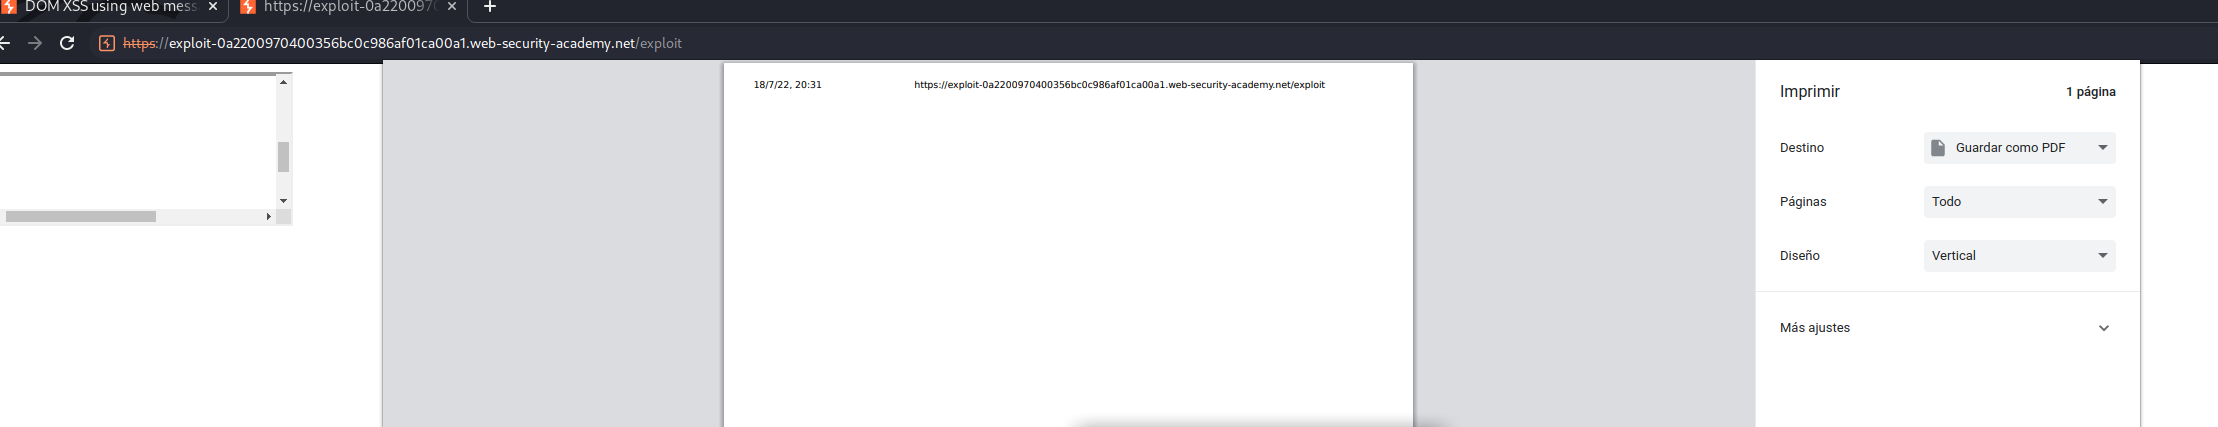 DOM XSS using web mess
https://exploit-0a2200970
https://exploit-0a2200970400356bc0c986af01ca00a1.web-security-academy.net/exploit
18/7/22, 20:31 https://exploit-0a2200970400356bc0c986af01ca00a1.web-security-academy.net/exploit
Imprimir 1 página
Destino Guardar como PDF
Páginas Todo
Diseño Vertical
Más ajustes